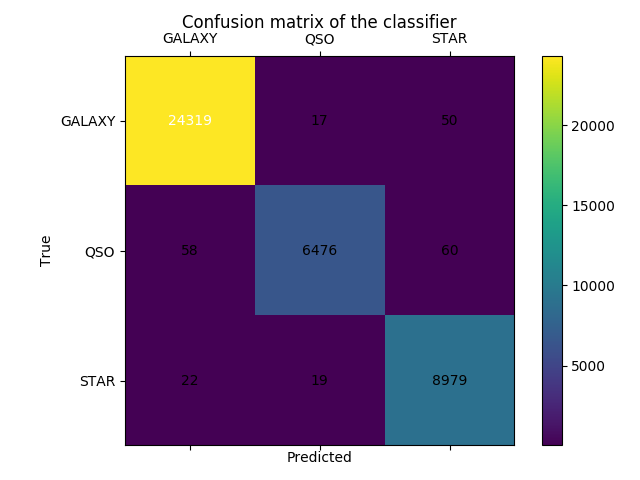 Confusion matrix of the classifier
GALAXY QSO STAR
GALAXY 24319 17 50
QSO 58 6476 60
STAR 22 19 8979
True
Predicted
20000
15000
10000
5000